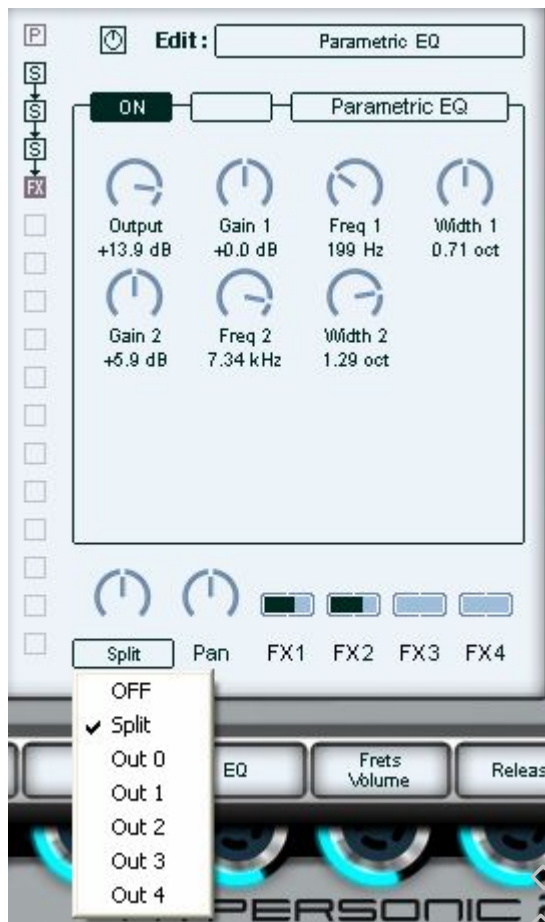 P
Edit: Parametric EQ
S
S
S
FX
ON
Parametric EQ
Output Gain 1 Freq 1 Width 1
+13.9 dB +0.0 dB 199 Hz 0.71 oct
Gain 2 Freq 2 Width 2
+5.9 dB 7.34 kHz 1.29 oct
Split Pan FX1 FX2 FX3 FX4
OFF
Split
Out 0
Out 1
Out 2
Out 3
Out 4
EQ
Frets
Volume
Releas
PERSONIC 2